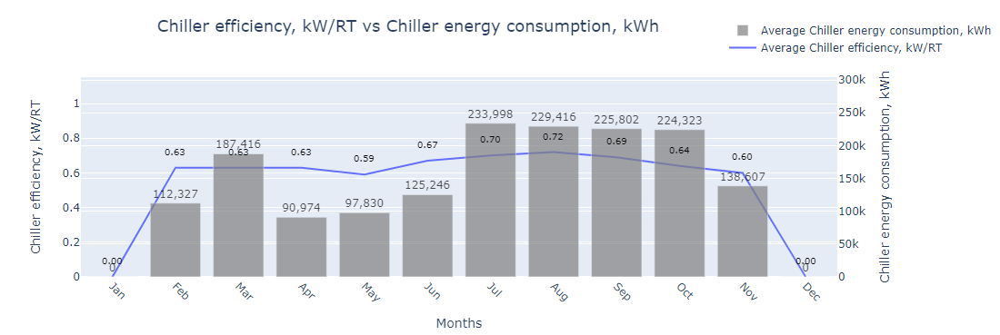 Chiller efficiency, kW/RT vs Chiller energy consumption, kWh
Average Chiller energy consumption, kWh
Average Chiller efficiency, kW/RT
Chiller efficiency, kW/RT
1
0.8
0.6
0.4
0.2
0
0.00
0.63
0.63
0.63
0.59
0.67
0.70
0.72
0.69
0.64
0.60
0.00
0
112,327
187,416
90,974
97,830
125,246
233,998
229,416
225,802
224,323
138,607
0
300k
250k
200k
150k
100k
50k
0
Chiller energy consumption, kWh
Jan
Feb
Mar
Apr
May
Jun
Jul
Aug
Sep
Oct
Nov
Dec
Months